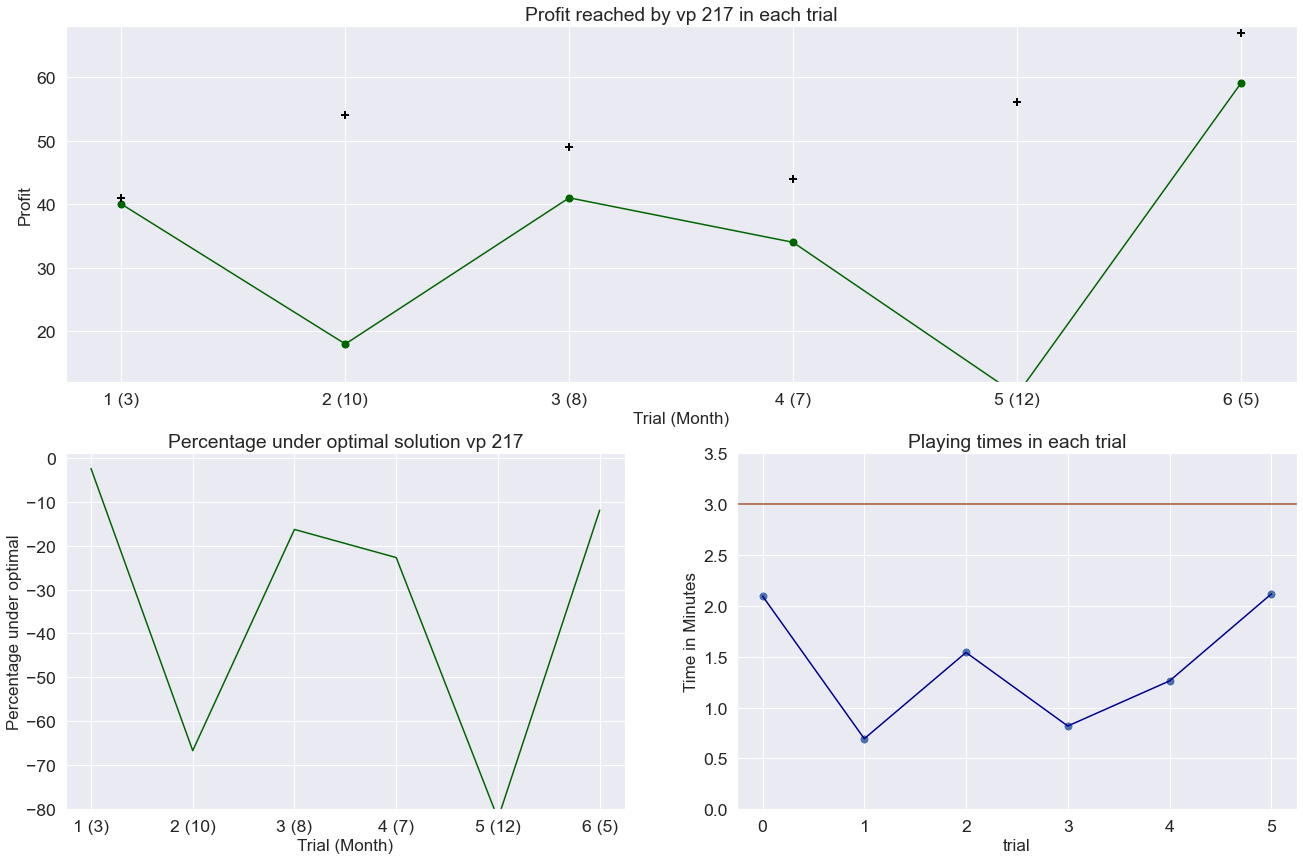 Profit reached by vp 217 in each trial
60
50
40
30
20
Profit
1 (3) 2 (10) 3 (8) 4 (7) 5 (12) 6 (5)
Trial (Month)
Percentage under optimal solution vp 217
0
−10
−20
−30
−40
−50
−60
−70
−80
Percentage under optimal
1 (3) 2 (10) 3 (8) 4 (7) 5 (12) 6 (5)
Trial (Month)
Playing times in each trial
3.5
3.0
2.5
2.0
1.5
1.0
0.5
0.0
Time in Minutes
0 1 2 3 4 5
trial